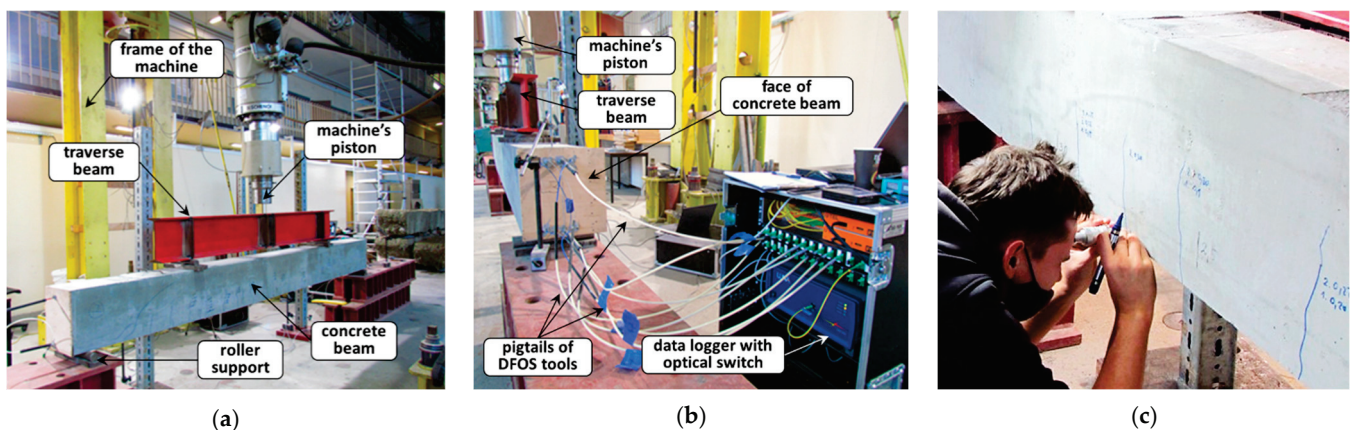 frame of the
machine
machine's
piston
traverse
beam
concrete
beam
roller
support
(a)
machine's
piston
traverse
beam
face of
concrete beam
pigtails of
DFOS tools
data logger with
optical switch
(b)
(c)